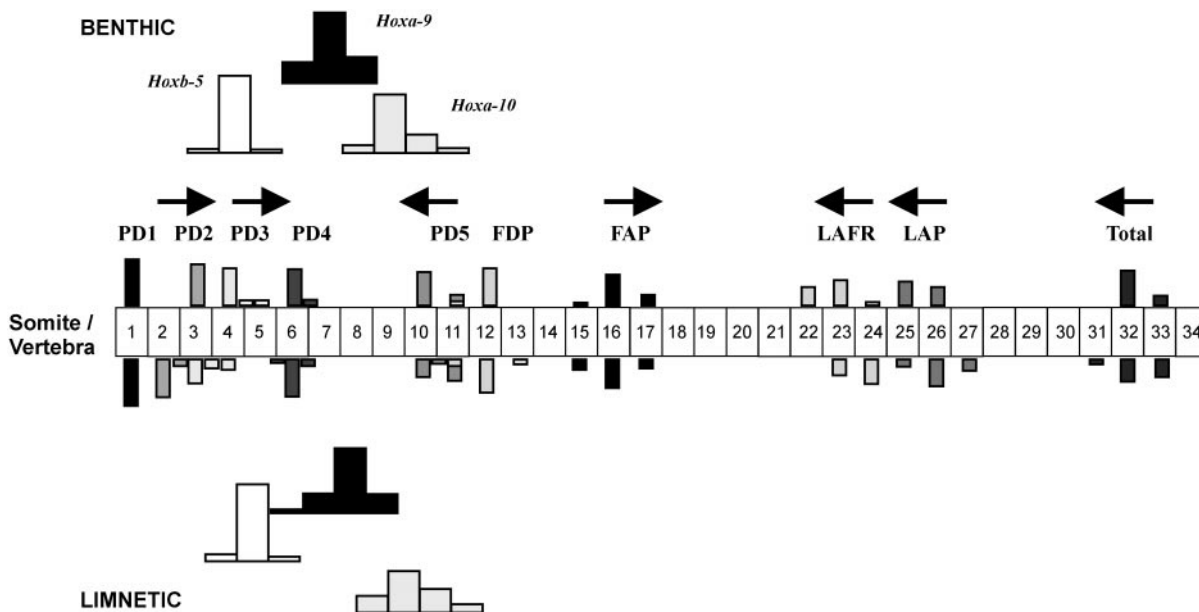 BENTHIC
Hoxa-9
Hoxb-5
Hoxa-10
PD1 PD2 PD3 PD4 PD5 FDP FAP LAFR LAP Total
Somite /
Vertebra
1 2 3 4 5 6 7 8 9 10 11 12 13 14 15 16 17 18 19 20 21 22 23 24 25 26 27 28 29 30 31 32 33 34
LIMNETIC